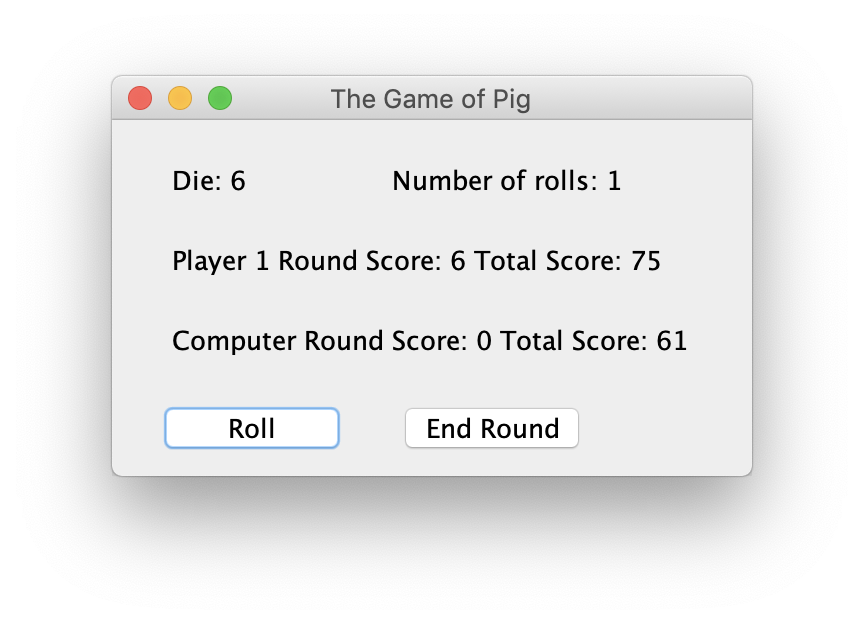 The Game of Pig
Die: 6 Number of rolls: 1
Player 1 Round Score: 6 Total Score: 75
Computer Round Score: 0 Total Score: 61
Roll End Round